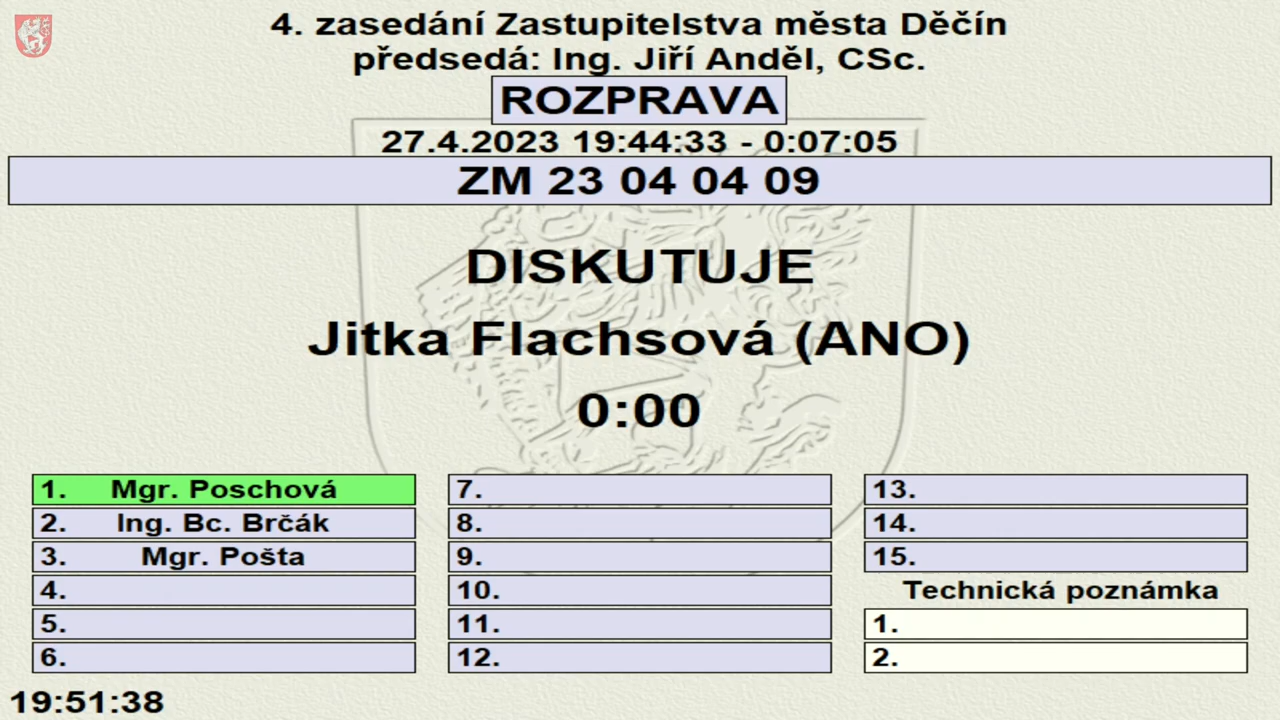 4. zasedání Zastupitelstva města Děčín
předsedá: Ing. Jiří Anděl, CSc.
ROZPRAVA
27.4.2023 19:44:33 - 0:07:05
ZM 23 04 04 09
DISKUTUJE
Jitka Flachsová (ANO)
0:00
1. Mgr. Poschová
2. Ing. Bc. Brčák
3. Mgr. Pošta
4.
5.
6.
7.
8.
9.
10.
11.
12.
13.
14.
15.
Technická poznámka
1.
2.
19:51:38